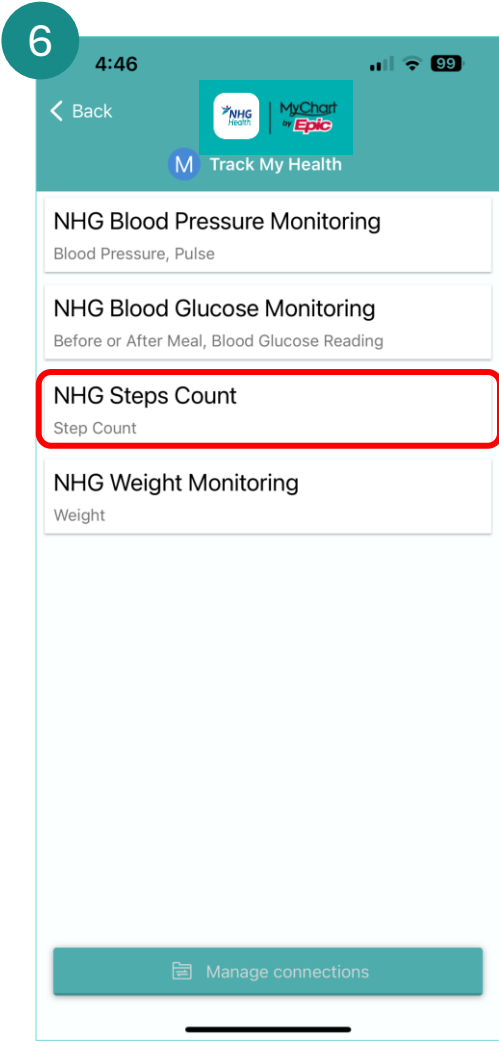 6
4:46
99
Back
NHG
Health
MyChart
by Epic
M Track My Health
NHG Blood Pressure Monitoring
Blood Pressure, Pulse
NHG Blood Glucose Monitoring
Before or After Meal, Blood Glucose Reading
NHG Steps Count
Step Count
NHG Weight Monitoring
Weight
Manage connections